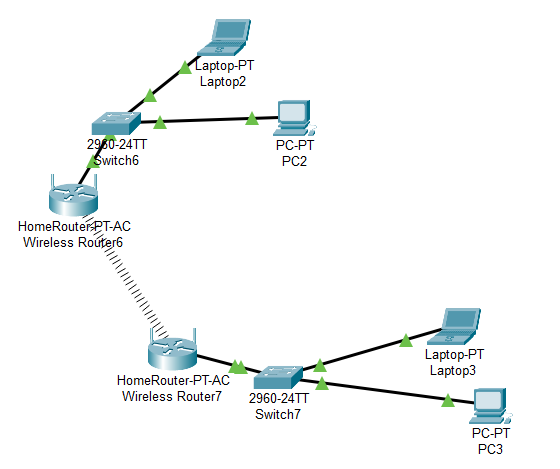 Laptop-PT
Laptop2
2960-24TT
Switch6
PC-PT
PC2
HomeRouter-PT-AC
Wireless Router6
HomeRouter-PT-AC
Wireless Router7
2960-24TT
Switch7
Laptop-PT
Laptop3
PC-PT
PC3